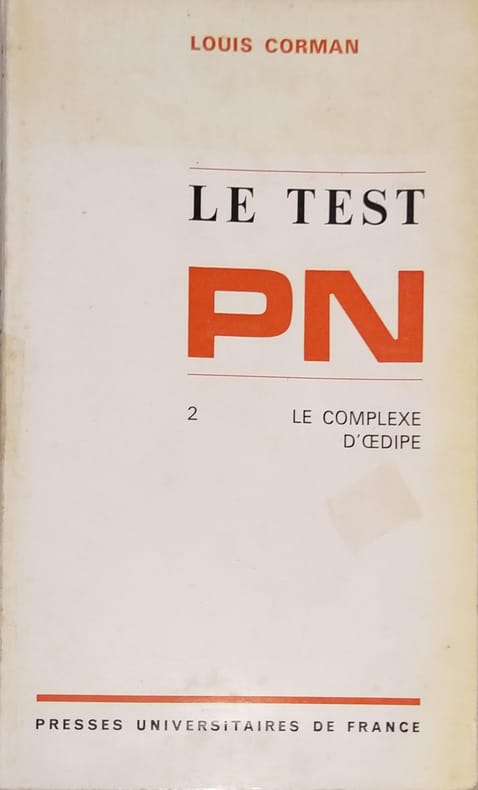 LOUIS CORMAN
LE TEST
PN
2 LE COMPLEXE
D'ŒDIPE
PRESSES UNIVERSITAIRES DE FRANCE